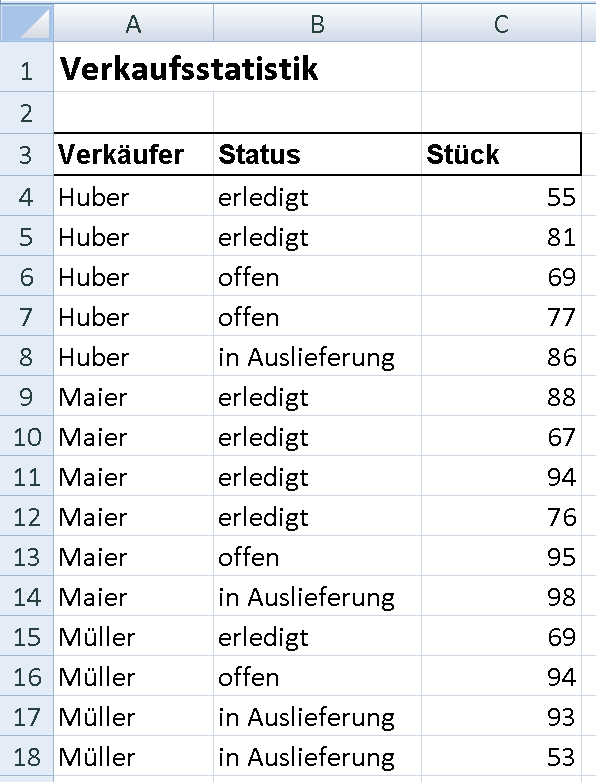 A B C
1 Verkaufsstatistik
2
3 Verkäufer Status Stück
4 Huber erledigt 55
5 Huber erledigt 81
6 Huber offen 69
7 Huber offen 77
8 Huber in Auslieferung 86
9 Maier erledigt 88
10 Maier erledigt 67
11 Maier erledigt 94
12 Maier erledigt 76
13 Maier offen 95
14 Maier in Auslieferung 98
15 Müller erledigt 69
16 Müller offen 94
17 Müller in Auslieferung 93
18 Müller in Auslieferung 53